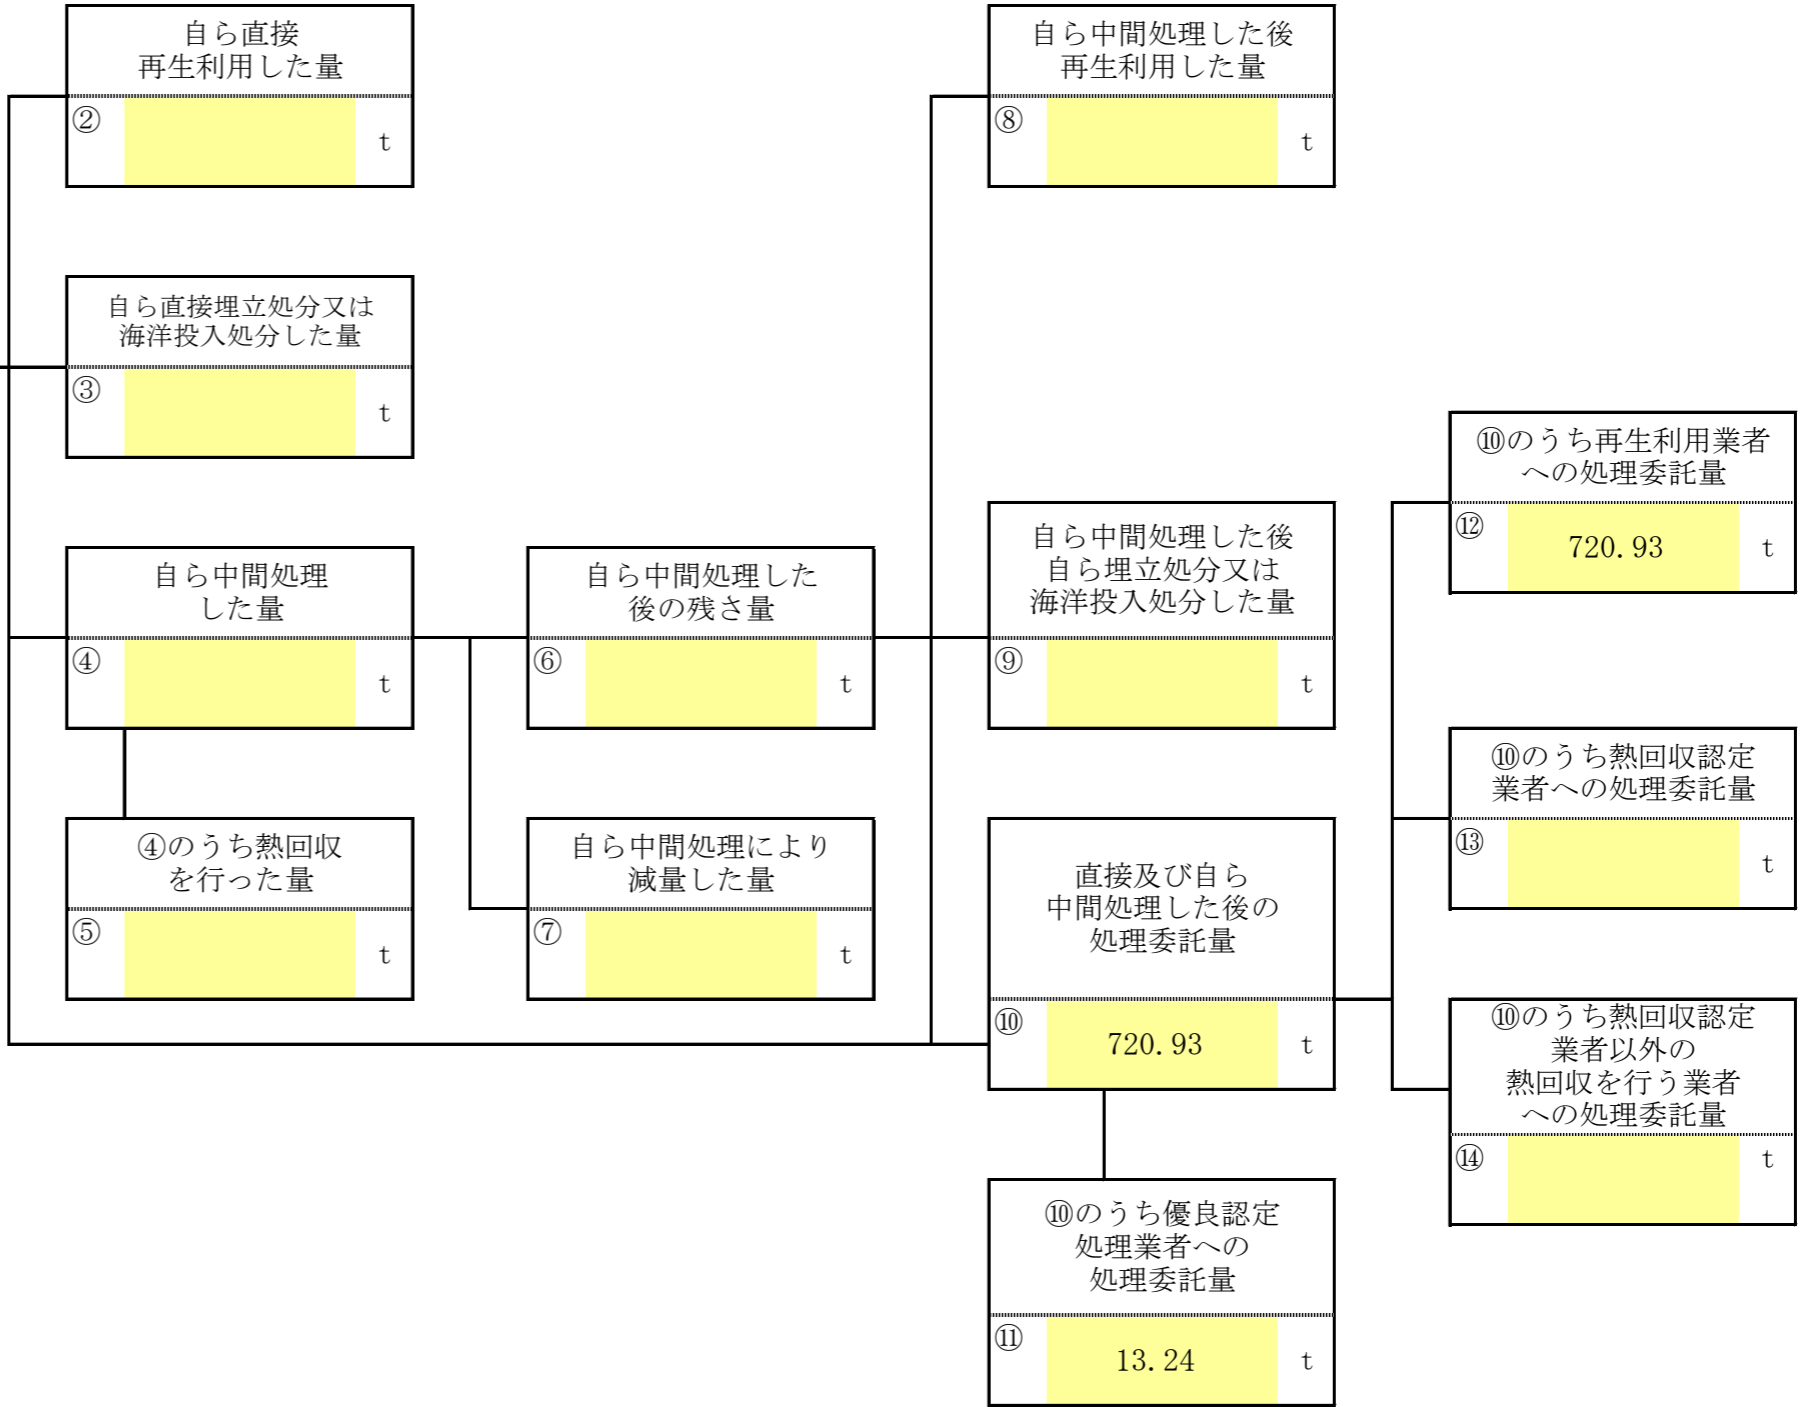 自ら直接
再生利用した量
②
t
自ら中間処理した後
再生利用した量
⑧
t
自ら直接埋立処分又は
海洋投入処分した量
③
t
⑩のうち再生利用業者
への処理委託量
⑫
720.93
t
自ら中間処理
した量
④
t
自ら中間処理した
後の残さ量
⑥
t
自ら中間処理した後
自ら埋立処分又は
海洋投入処分した量
⑨
t
⑩のうち熱回収認定
業者への処理委託量
⑬
t
④のうち熱回収
を行った量
⑤
t
自ら中間処理により
減量した量
⑦
t
直接及び自ら
中間処理した後の
処理委託量
⑩
720.93
t
⑩のうち熱回収認定
業者以外の
熱回収を行う業者
への処理委託量
⑭
t
⑩のうち優良認定
処理業者への
処理委託量
⑪
13.24
t